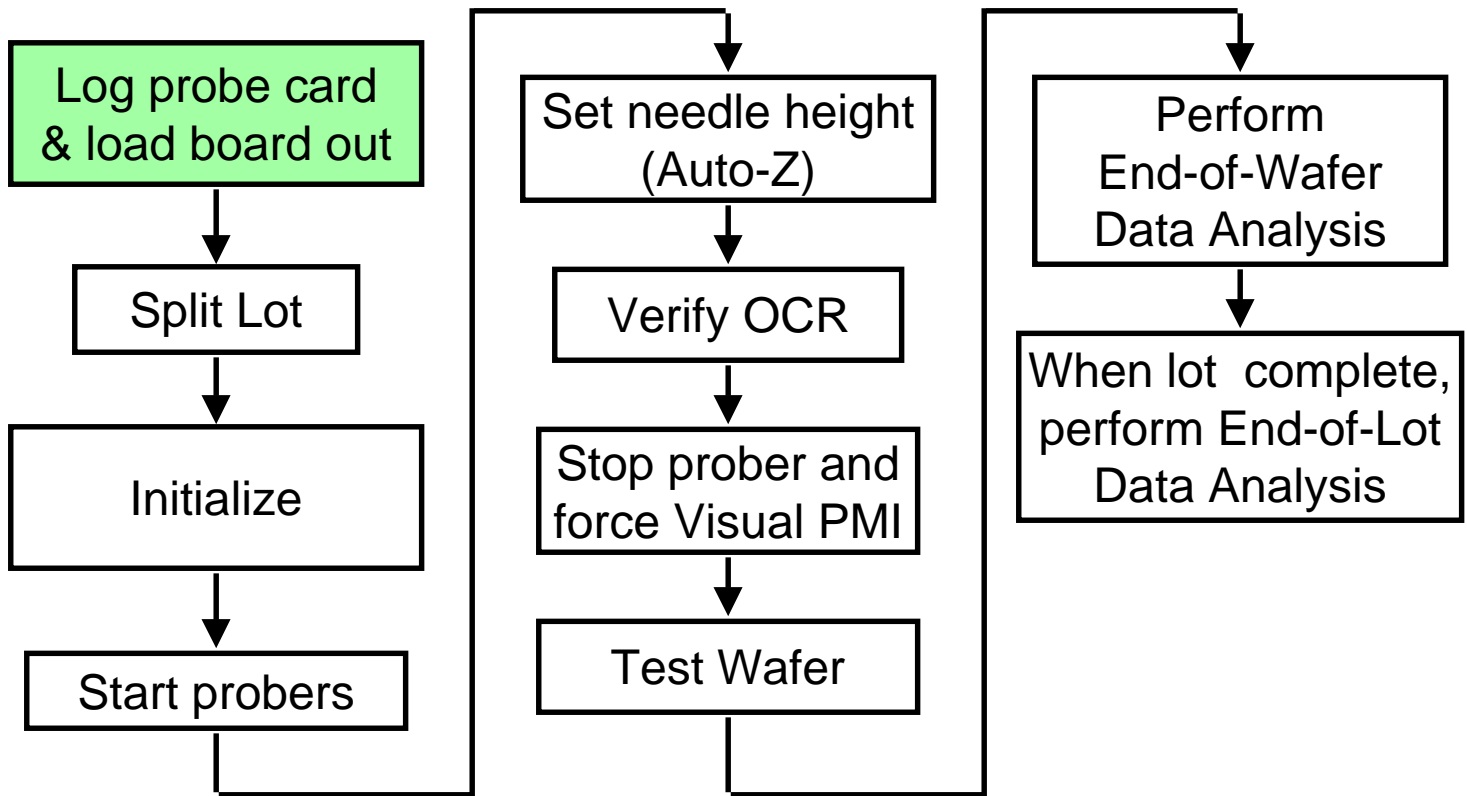 Log probe card
& load board out
Split Lot
Initialize
Start probers
Set needle height
(Auto-Z)
Verify OCR
Stop prober and
force Visual PMI
Test Wafer
Perform
End-of-Wafer
Data Analysis
When lot  complete,
perform End-of-Lot
Data Analysis